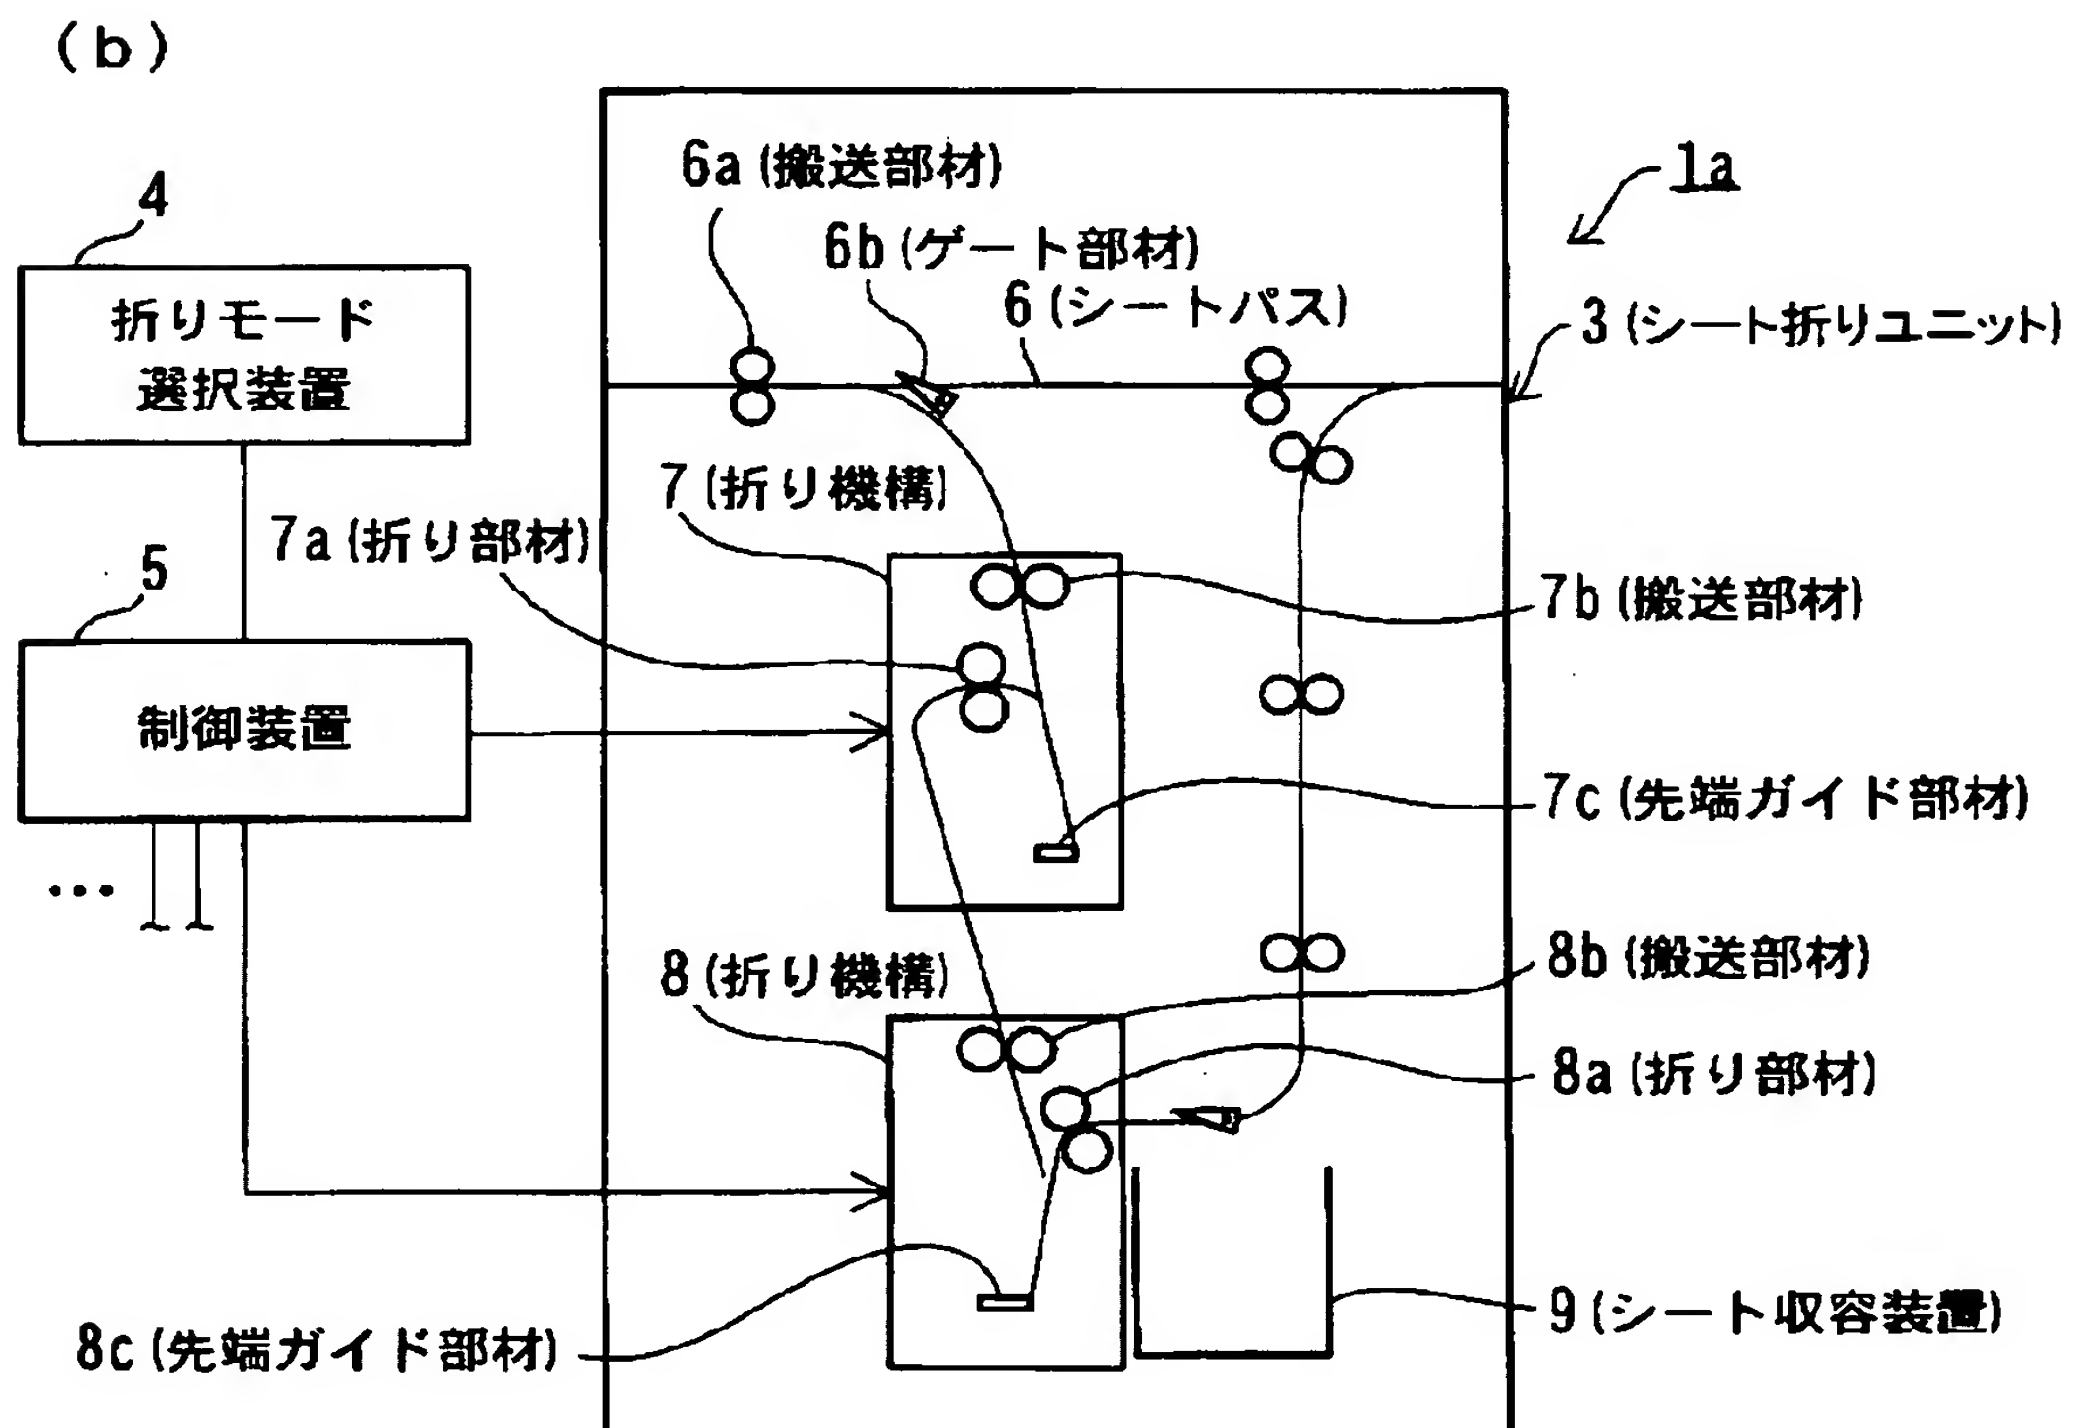 (b)
6a(搬送部材)
1a
4
6b(ゲート部材)
6(シートパス)
3(シート折りユニット)
折りモード
選択装置
7(折り機構)
7a(折り部材)
5
7b(搬送部材)
制御装置
7c(先端ガイド部材)
...
8(折り機構)
8b(搬送部材)
8a(折り部材)
9(シート収容装置)
8c(先端ガイド部材)